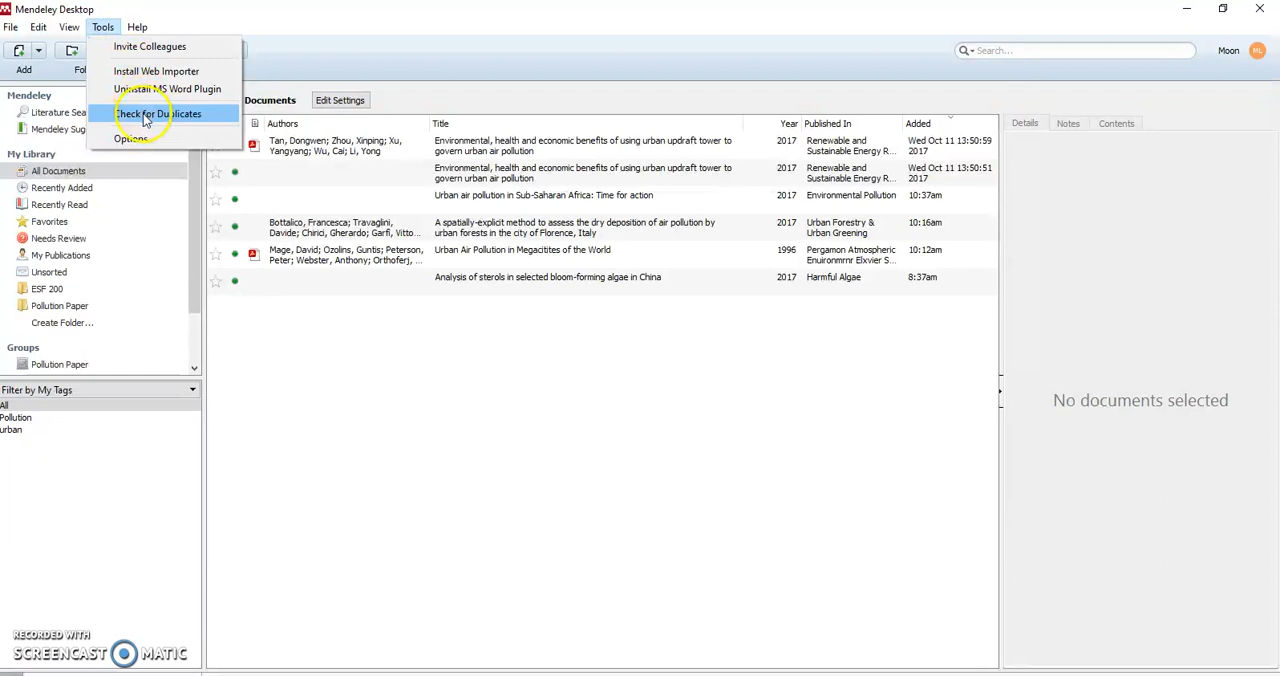 Mendeley Desktop
File Edit View Tools Help
Invite Colleagues
Install Web Importer
Uninstall MS Word Plugin
Check for Duplicates
Options
Add
Search...
Moon ML
Mendeley
Literature Sea
Mendeley Sug
My Library
All Documents
Recently Added
Recently Read
Favorites
Needs Review
My Publications
Unsorted
ESF 200
Pollution Paper
Create Folder...
Groups
Pollution Paper
Filter by My Tags
All
Pollution
urban
Documents Edit Settings
Authors Title Year Published In Added
Tan, Dongwen; Zhou, Xinping; Xu, Environmental, health and economic benefits of using urban updraft tower to 2017 Renewable and Wed Oct 11 13:50:59
Yangyang; Wu, Cai; Li, Yong govern urban air pollution Sustainable Energy R... 2017
Environmental, health and economic benefits of using urban updraft tower to 2017 Renewable and Wed Oct 11 13:50:51
govern urban air pollution Sustainable Energy R... 2017
Urban air pollution in Sub-Saharan Africa: Time for action 2017 Environmental Pollution 10:37am
Bottalico, Francesca; Travaglini, A spatially-explicit method to assess the dry deposition of air pollution by 2017 Urban Forestry & 10:16am
Davide; Chirici, Gherardo; Garfì, Vitto... urban forests in the city of Florence, Italy Urban Greening
Mage, David; Ozolins, Guntis; Peterson, Urban Air Pollution in Megacitites of the World 1996 Pergamon Atmospheric 10:12am
Peter; Webster, Anthony; Orthoferj, ... Enuironmrnr Elxvier S...
Analysis of sterols in selected bloom-forming algae in China 2017 Harmful Algae 8:37am
Details Notes Contents
No documents selected
RECORDED WITH
SCREENCAST MATIC